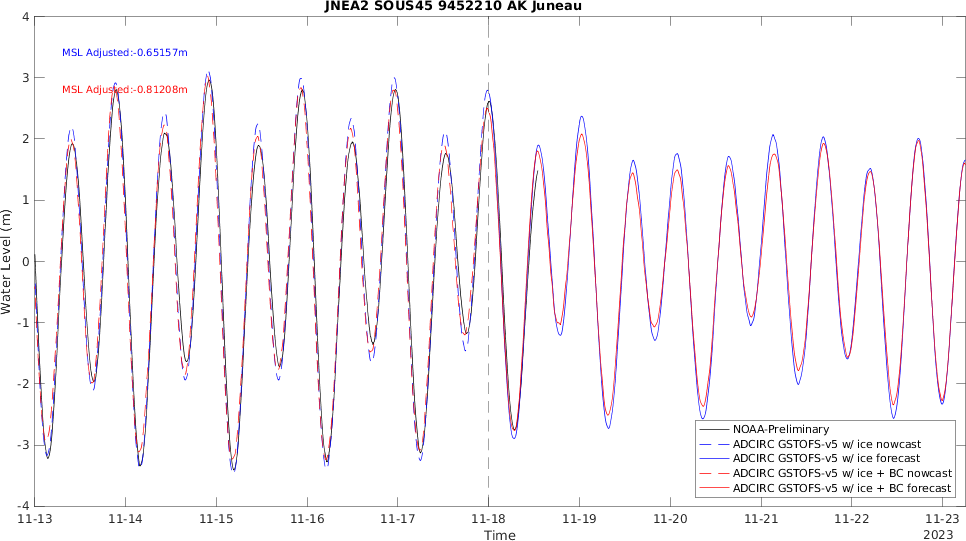 JNEA2 SOUS45 9452210 AK Juneau
MSL Adjusted:-0.65157m
MSL Adjusted:-0.81208m
Water Level (m)
4
3
2
1
0
-1
-2
-3
-4
NOAA-Preliminary
ADCIRC GSTOFS-v5 w/ ice nowcast
ADCIRC GSTOFS-v5 w/ ice forecast
ADCIRC GSTOFS-v5 w/ ice + BC nowcast
ADCIRC GSTOFS-v5 w/ ice + BC forecast
11-13 11-14 11-15 11-16 11-17 11-18 11-19 11-20 11-21 11-22 11-23
Time
2023